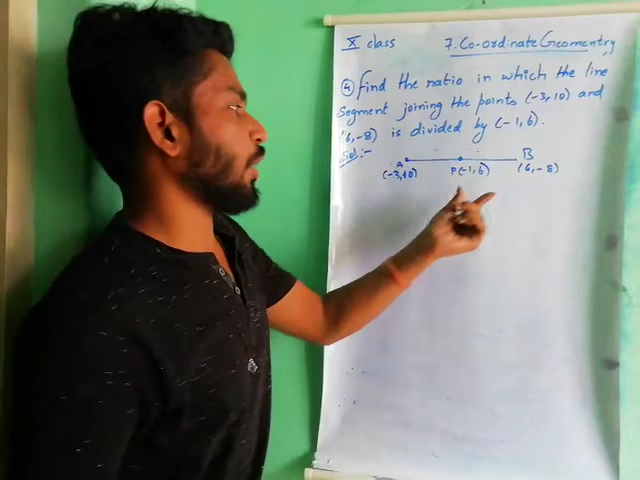 X class 7. Co-ordinate Geomentry
④ find the ratio in which the line
segment joining the points (-3,10) and
(6,-8) is divided by (-1,6).
Sol:-
A B
(-3,10) P(-1,6) (6,-8)